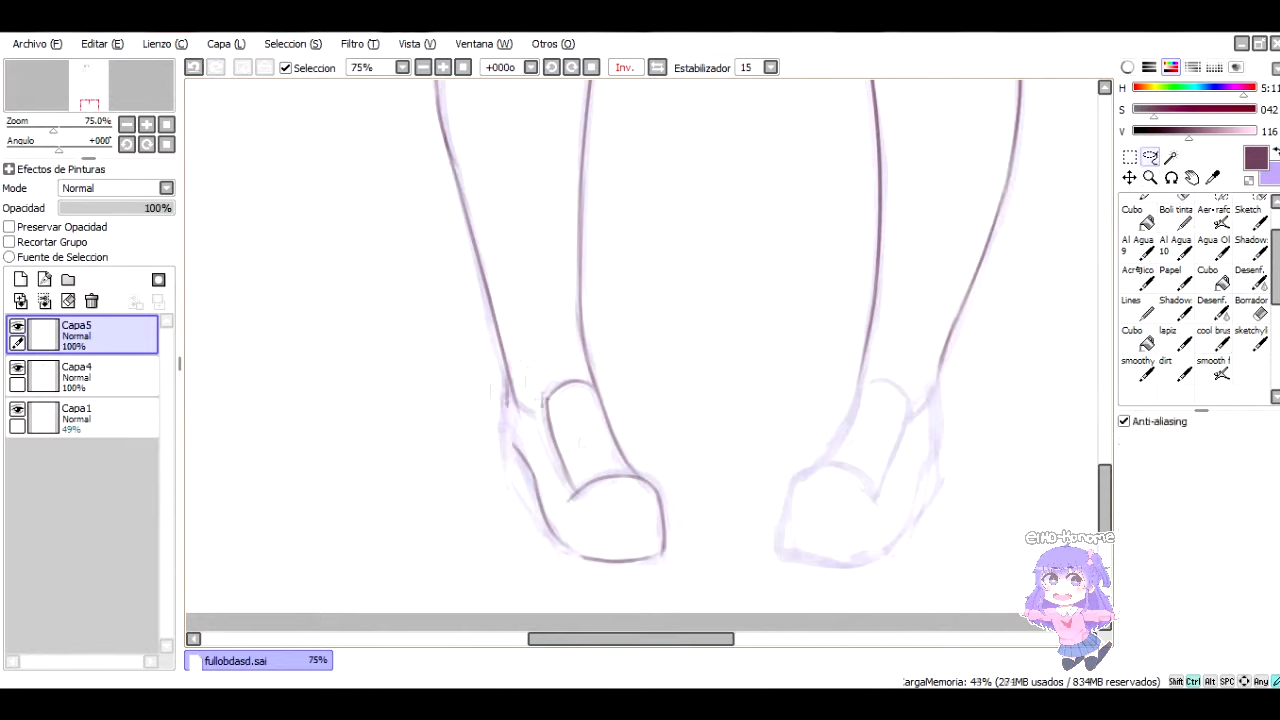 Archivo (F) Editar (E) Lienzo (C) Capa (L) Seleccion (S) Filtro (T) Vista (V) Ventana (W) Otros (O)
Seleccion 75% +000o Inv. Estabilizador 15
Zoom 75.0%
Angulo +000°
Efectos de Pinturas
Mode Normal
Opacidad 100%
Preservar Opacidad
Recortar Grupo
Fuente de Seleccion
Capa5
Normal
100%
Capa4
Normal
100%
Capa1
Normal
49%
H 5:11
S 042
V 116
Cubo Boli tinta Sketch
Al Agua 9 Al Agua 10 Agua Ol Shadow:
Papel Cubo Desenf.
Lines Shadow: Desenf. Borrador
Cubo lapiz cool brus sketchyl
smoothy dirt smooth f
Anti-aliasing
fullobdasd.sai 75%
CargaMemoria: 43% (271MB usados / 834MB reservados)
Shift Ctrl Alt SPC Any